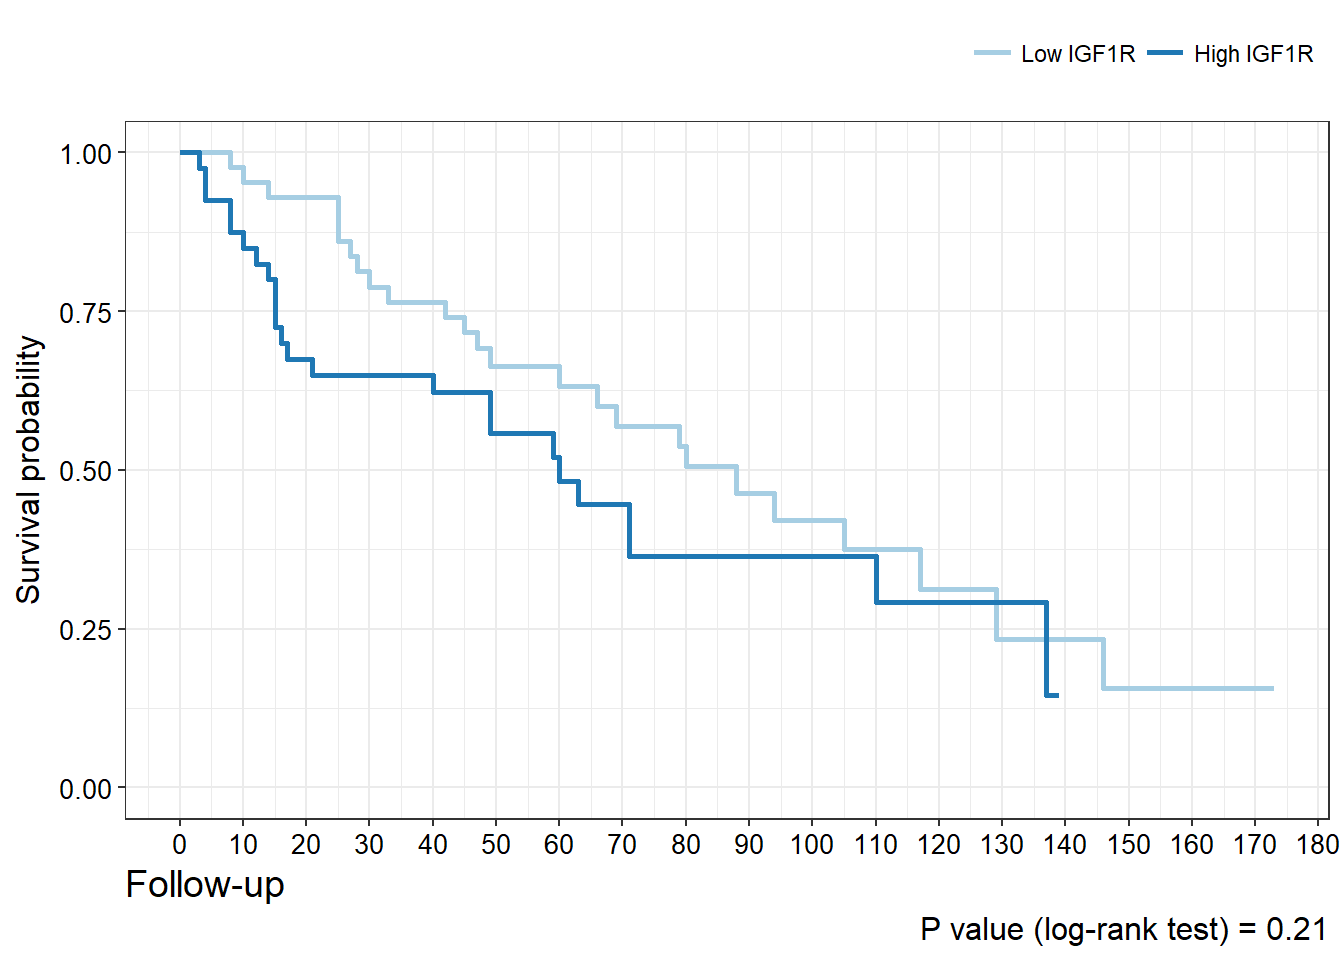 Low IGF1R High IGF1R
1.00
0.75
0.50
0.25
0.00
Survival probability
0 10 20 30 40 50 60 70 80 90 100 110 120 130 140 150 160 170 180
Follow-up
P value (log-rank test) = 0.21